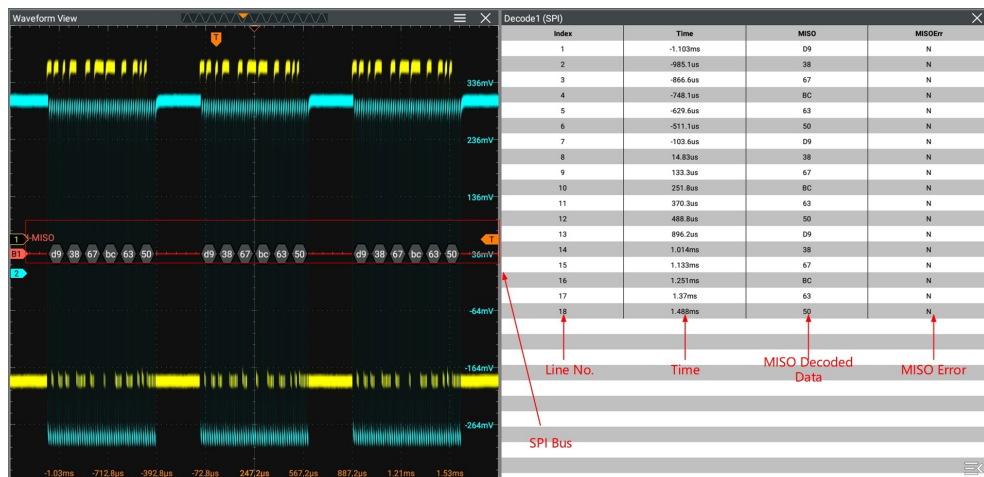 Waveform View
T
336mV
236mV
136mV
1
-MISO
T
B1
d9 38 67 bc 63 50 d9 38 67 bc 63 50 d9 38 67 bc 63 50
36mV
2
-64mV
-164mV
-264mV
-1.03ms -712.8µs -392.8µs -72.8µs 247.2µs 567.2µs 887.2µs 1.21ms 1.53ms
Decode1 (SPI)
Index Time MISO MISOErr
1 -1.103ms D9 N
2 -985.1us 38 N
3 -866.6us 67 N
4 -748.1us BC N
5 -629.6us 63 N
6 -511.1us 50 N
7 -103.6us D9 N
8 14.83us 38 N
9 133.3us 67 N
10 251.8us BC N
11 370.3us 63 N
12 488.8us 50 N
13 896.2us D9 N
14 1.014ms 38 N
15 1.133ms 67 N
16 1.251ms BC N
17 1.37ms 63 N
18 1.488ms 50 N
Line No. Time MISO Decoded
Data MISO Error
SPI Bus